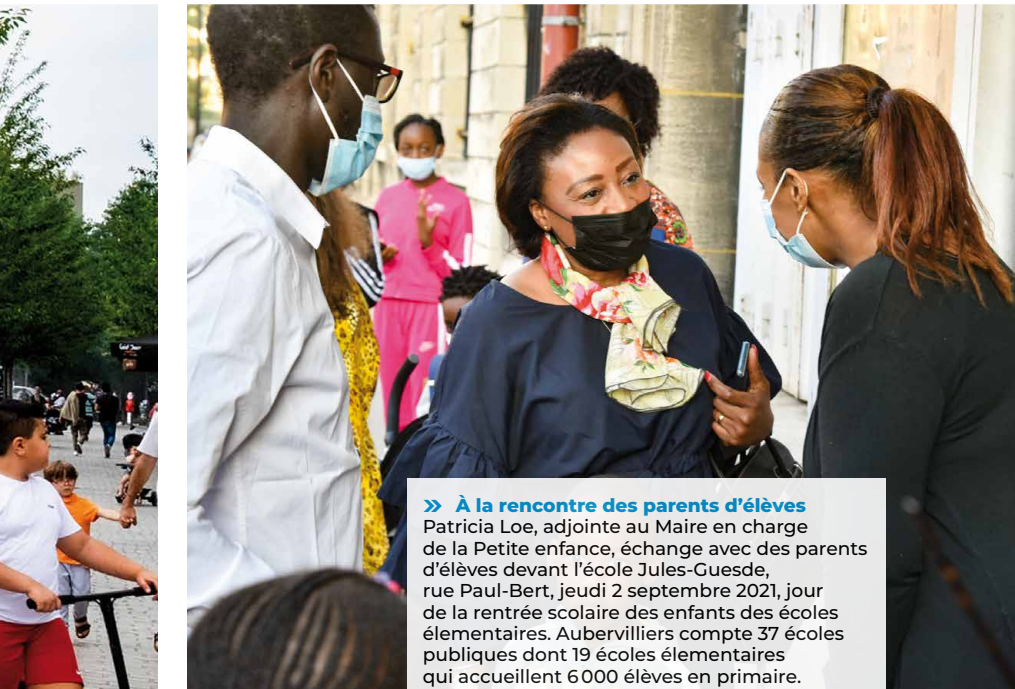 » À la rencontre des parents d’élèves
Patricia Loe, adjointe au Maire en charge
de la Petite enfance, échange avec des parents
d’élèves devant l’école Jules-Guesde,
rue Paul-Bert, jeudi 2 septembre 2021, jour
de la rentrée scolaire des enfants des écoles
élementaires. Aubervilliers compte 37 écoles
publiques dont 19 écoles élementaires
qui accueillent 6 000 élèves en primaire.